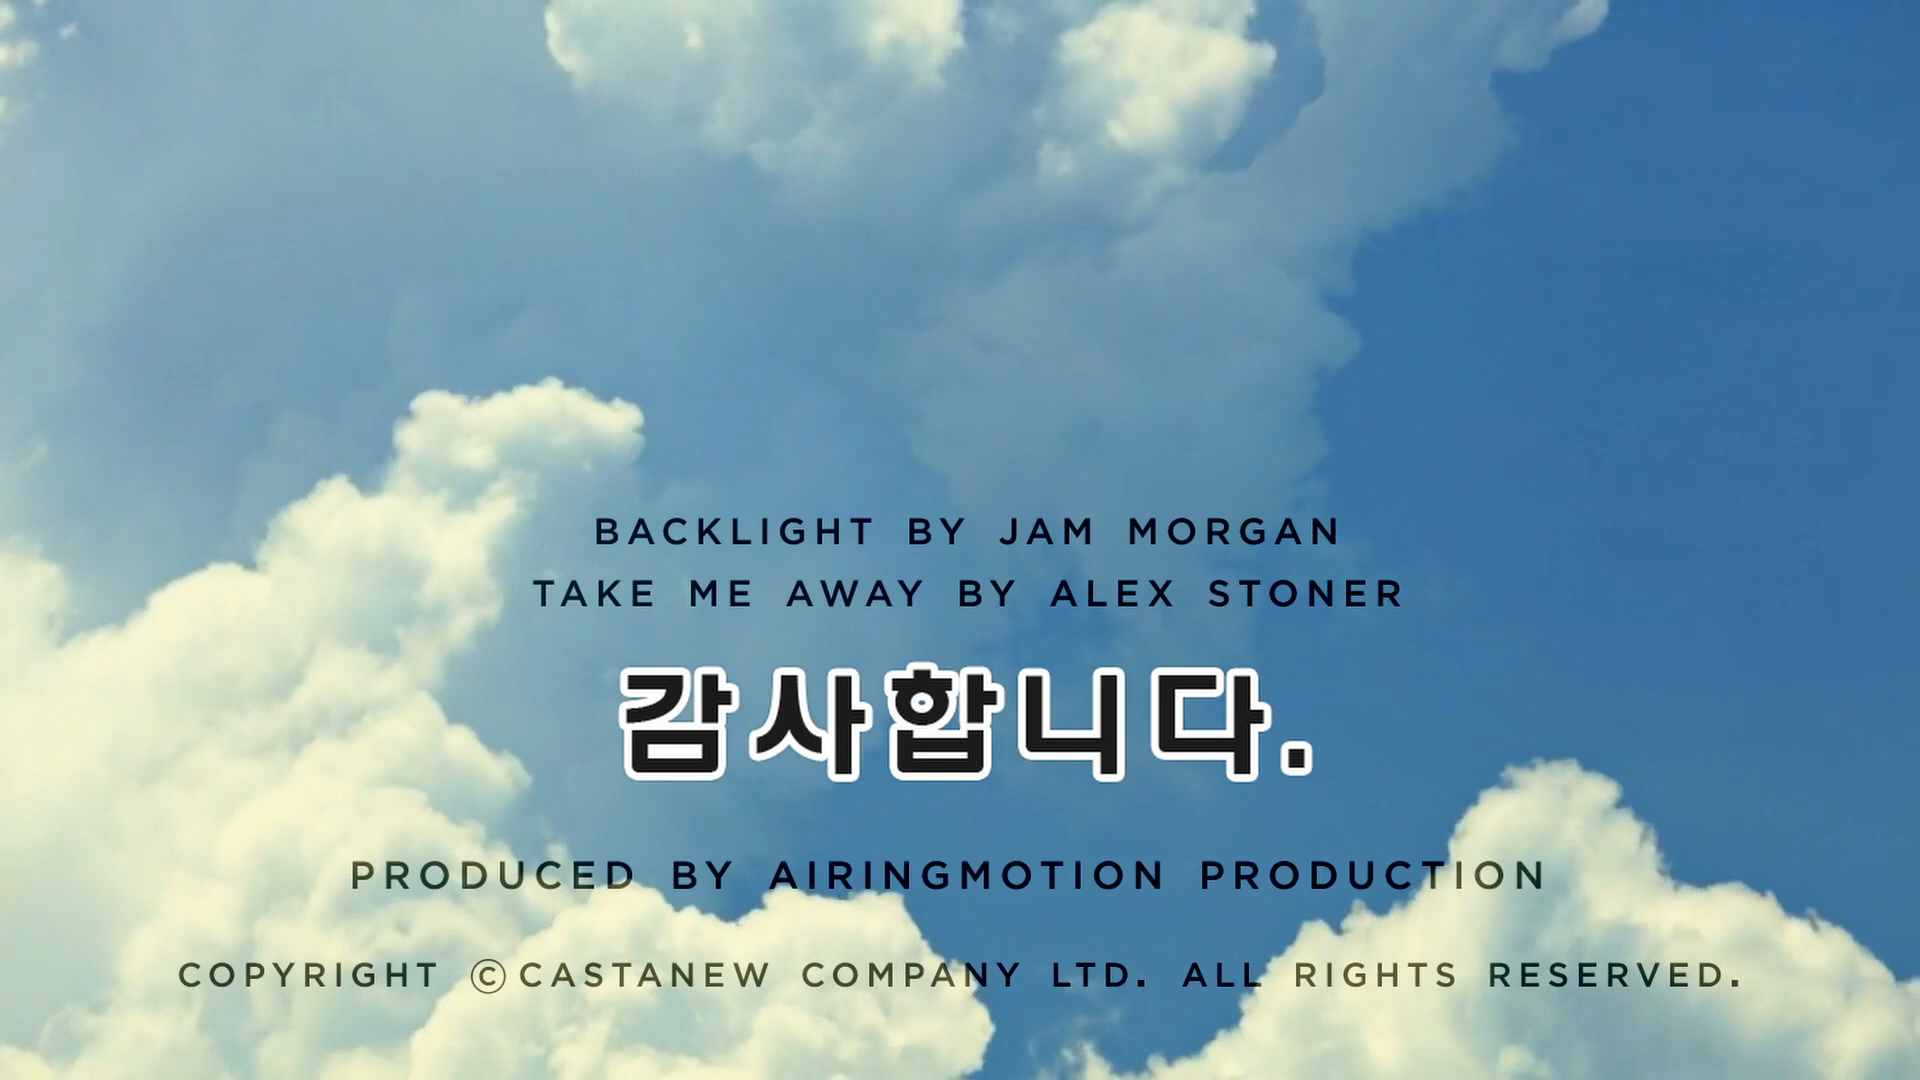 BACKLIGHT BY JAM MORGAN
TAKE ME AWAY BY ALEX STONER
감사합니다.
PRODUCED BY AIRINGMOTION PRODUCTION
COPYRIGHT ©CASTANEW COMPANY LTD. ALL RIGHTS RESERVED.